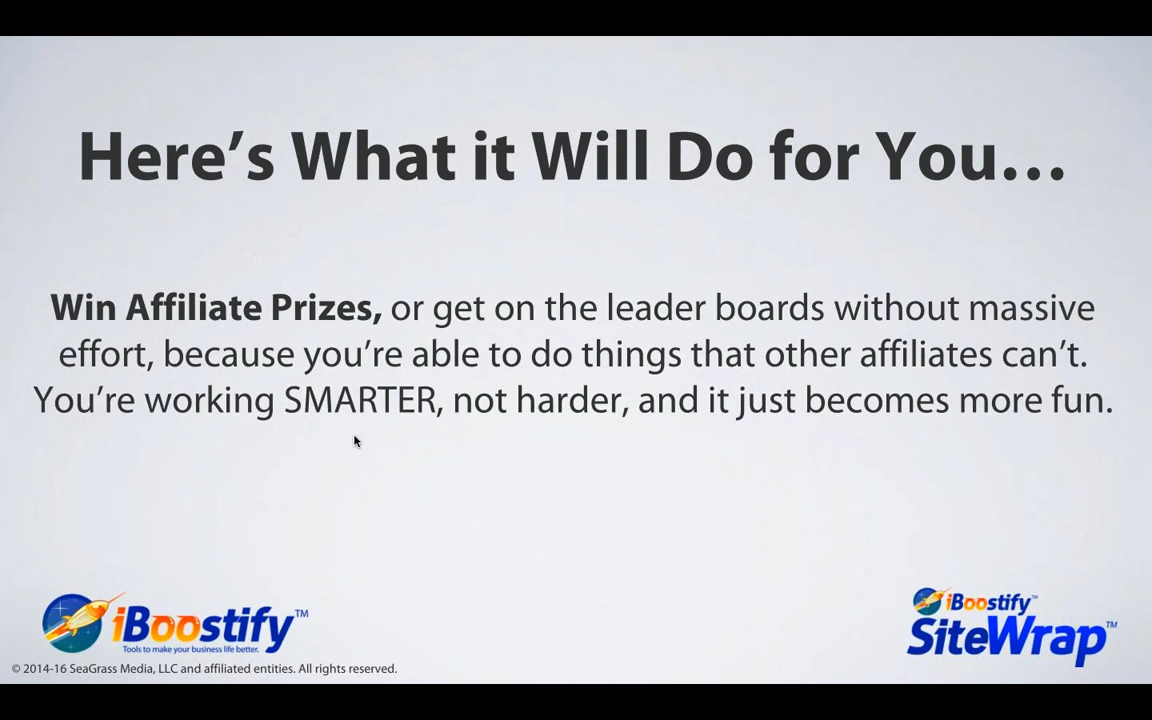 Here’s What it Will Do for You…
Win Affiliate Prizes, or get on the leader boards without massive
effort, because you’re able to do things that other affiliates can’t.
You’re working SMARTER, not harder, and it just becomes more fun.
iBoostify™
Tools to make your business life better.
© 2014-16 SeaGrass Media, LLC and affiliated entities. All rights reserved.
iBoostify™
SiteWrap™